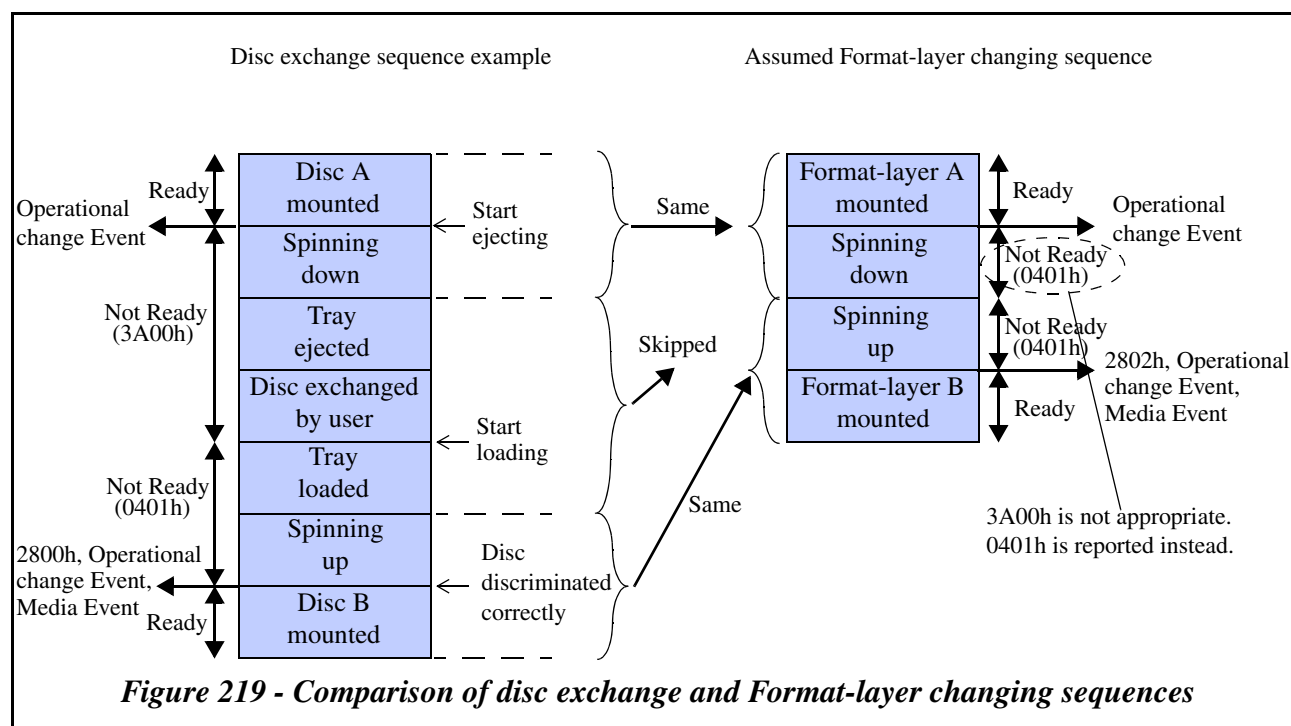 Disc exchange sequence example
Assumed Format-layer changing sequence
Ready
Operational
change Event
Not Ready
(3A00h)
Not Ready
(0401h)
2800h, Operational
change Event,
Media Event
Ready
Disc A
mounted
Spinning
down
Tray
ejected
Disc exchanged
by user
Tray
loaded
Spinning
up
Disc B
mounted
Start
ejecting
Start
loading
Disc
discriminated
correctly
Same
Skipped
Same
Format-layer A
mounted
Spinning
down
Spinning
up
Format-layer B
mounted
Ready
Operational
change Event
Not Ready
(0401h)
Not Ready
(0401h)
2802h, Operational
change Event,
Media Event
Ready
3A00h is not appropriate.
0401h is reported instead.
Figure 219 - Comparison of disc exchange and Format-layer changing sequences